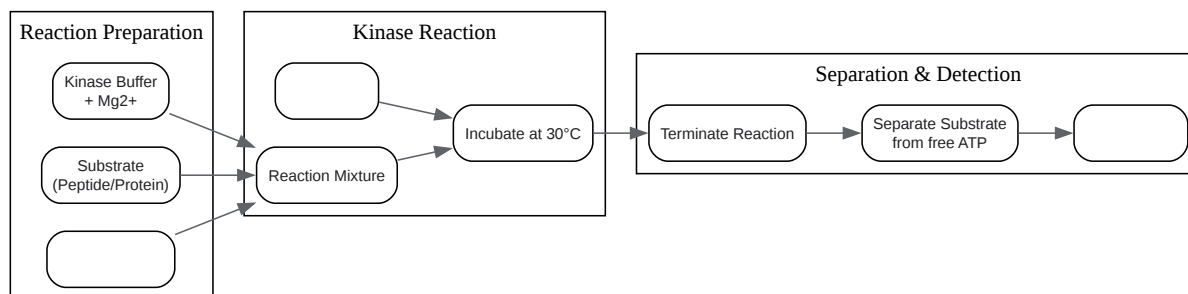 Reaction Preparation
Kinase Buffer
+ Mg2+
Substrate
(Peptide/Protein)
Kinase Reaction
Reaction Mixture
Incubate at 30°C
Separation & Detection
Terminate Reaction
Separate Substrate
from free ATP